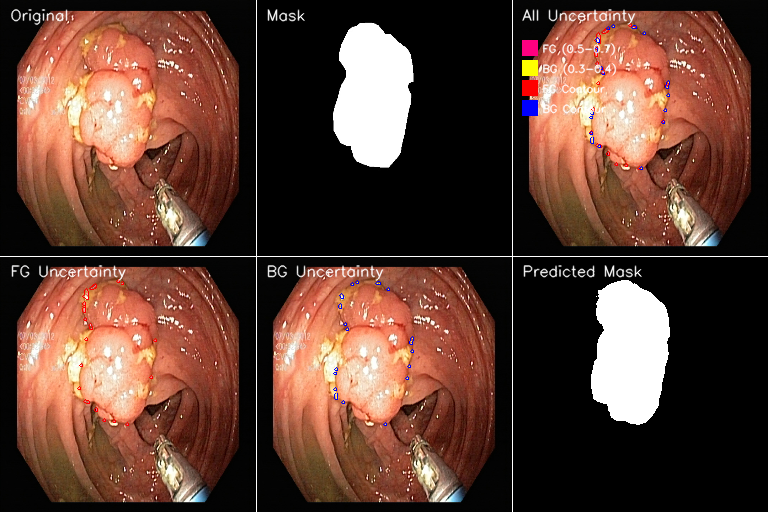 Original
Mask
All Uncertainty
FG (0.5-0.7)
BG (0.3-0.4)
FG Contour
BG Contour
FG Uncertainty
BG Uncertainty
Predicted Mask